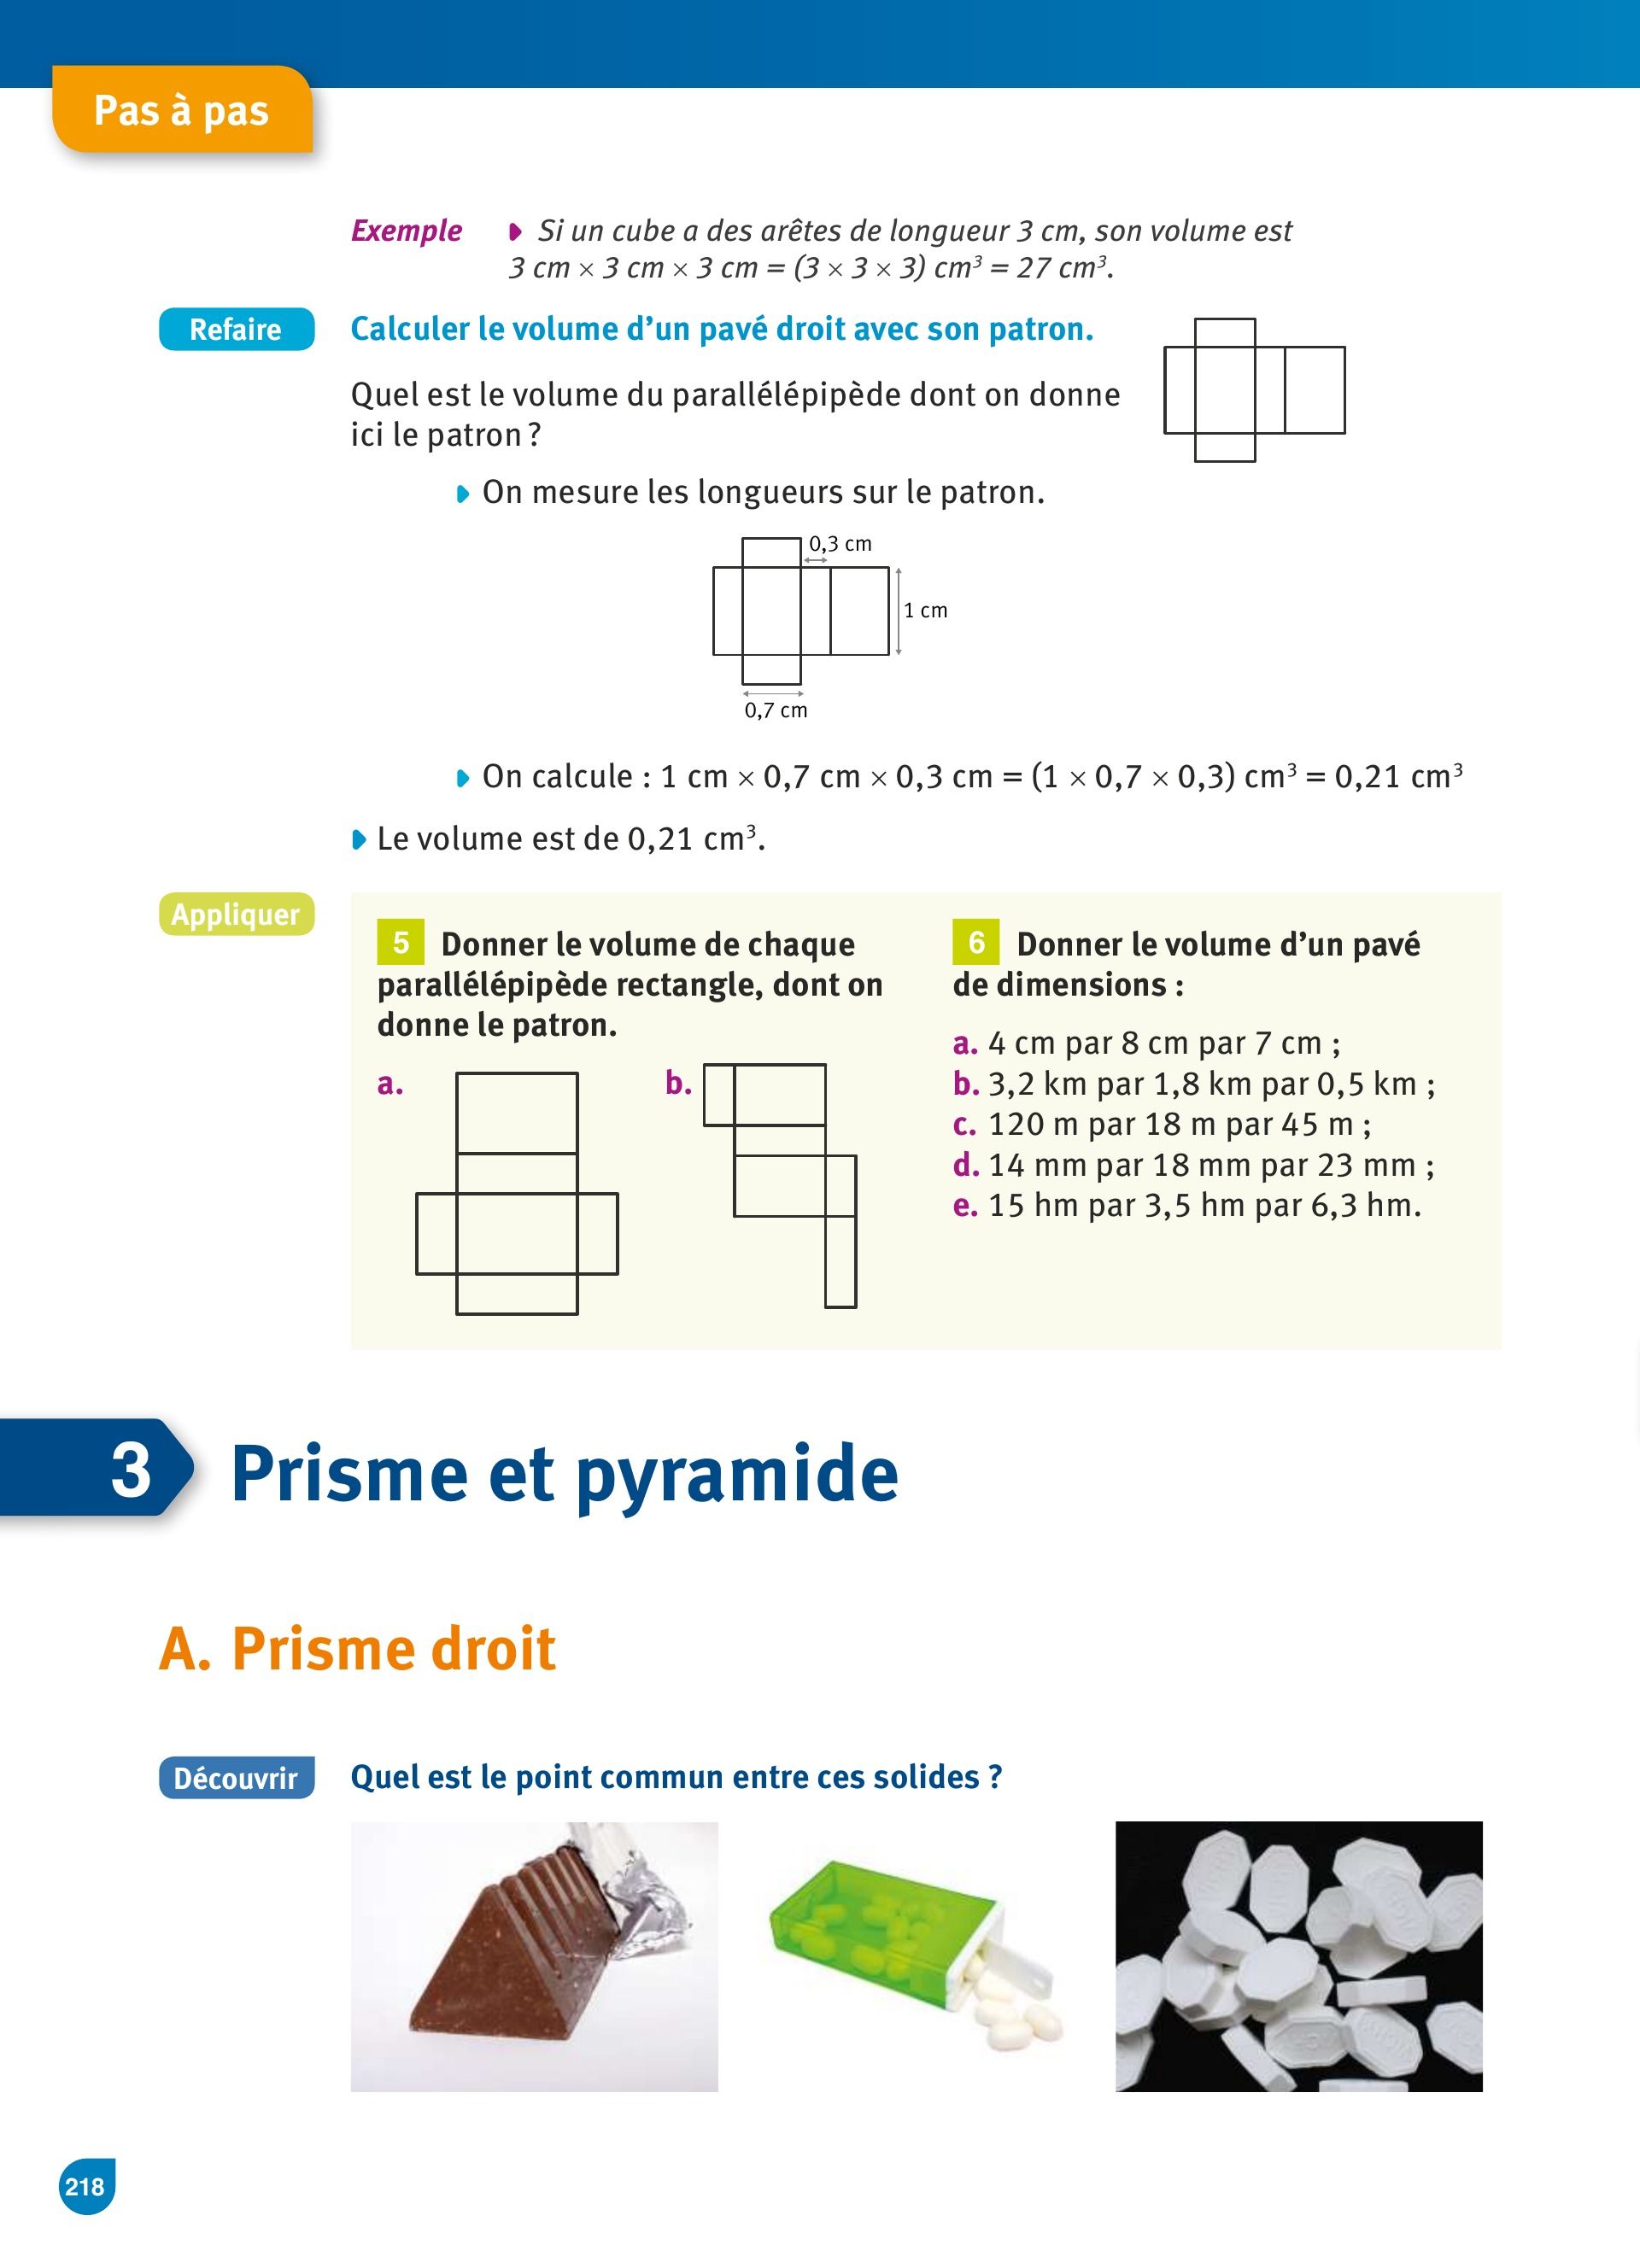 Pas à pas
Exemple ◗ Si un cube a des arêtes de longueur 3 cm, son volume est
3 cm × 3 cm × 3 cm = (3 × 3 × 3) cm³ = 27 cm³.
Refaire Calculer le volume d’un pavé droit avec son patron.
Quel est le volume du parallélépipède dont on donne
ici le patron ?
◗ On mesure les longueurs sur le patron.
0,3 cm
1 cm
0,7 cm
◗ On calcule : 1 cm × 0,7 cm × 0,3 cm = (1 × 0,7 × 0,3) cm³ = 0,21 cm³
◗ Le volume est de 0,21 cm³.
Appliquer
5 Donner le volume de chaque
parallélépipède rectangle, dont on
donne le patron.
a.
b.
6 Donner le volume d’un pavé
de dimensions :
a. 4 cm par 8 cm par 7 cm ;
b. 3,2 km par 1,8 km par 0,5 km ;
c. 120 m par 18 m par 45 m ;
d. 14 mm par 18 mm par 23 mm ;
e. 15 hm par 3,5 hm par 6,3 hm.
3 Prisme et pyramide
A. Prisme droit
Découvrir Quel est le point commun entre ces solides ?
218